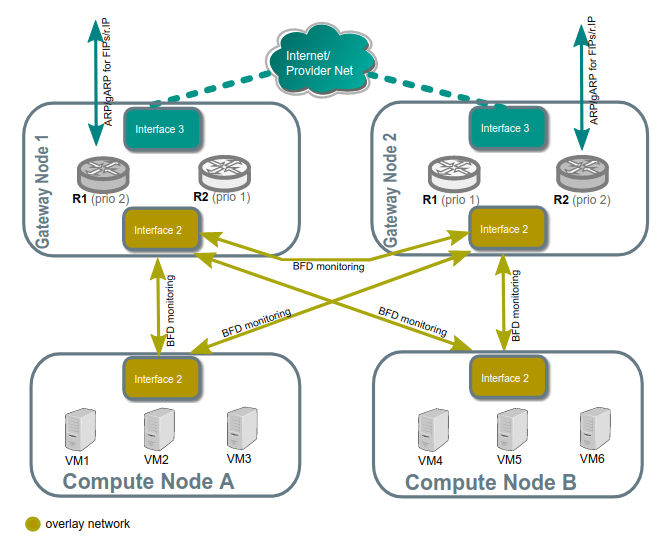 ARP/gARP for FIPs/r.IP
Internet/
Provider Net
ARP/gARP for FIPs/r.IP
Gateway Node 1
Interface 3
R1 (prio 2)
R2 (prio 1)
Interface 2
Gateway Node 2
Interface 3
R1 (prio 1)
R2 (prio 2)
Interface 2
BFD monitoring
BFD monitoring
BFD monitoring
BFD monitoring
BFD monitoring
Interface 2
VM1
VM2
VM3
Compute Node A
Interface 2
VM4
VM5
VM6
Compute Node B
overlay network